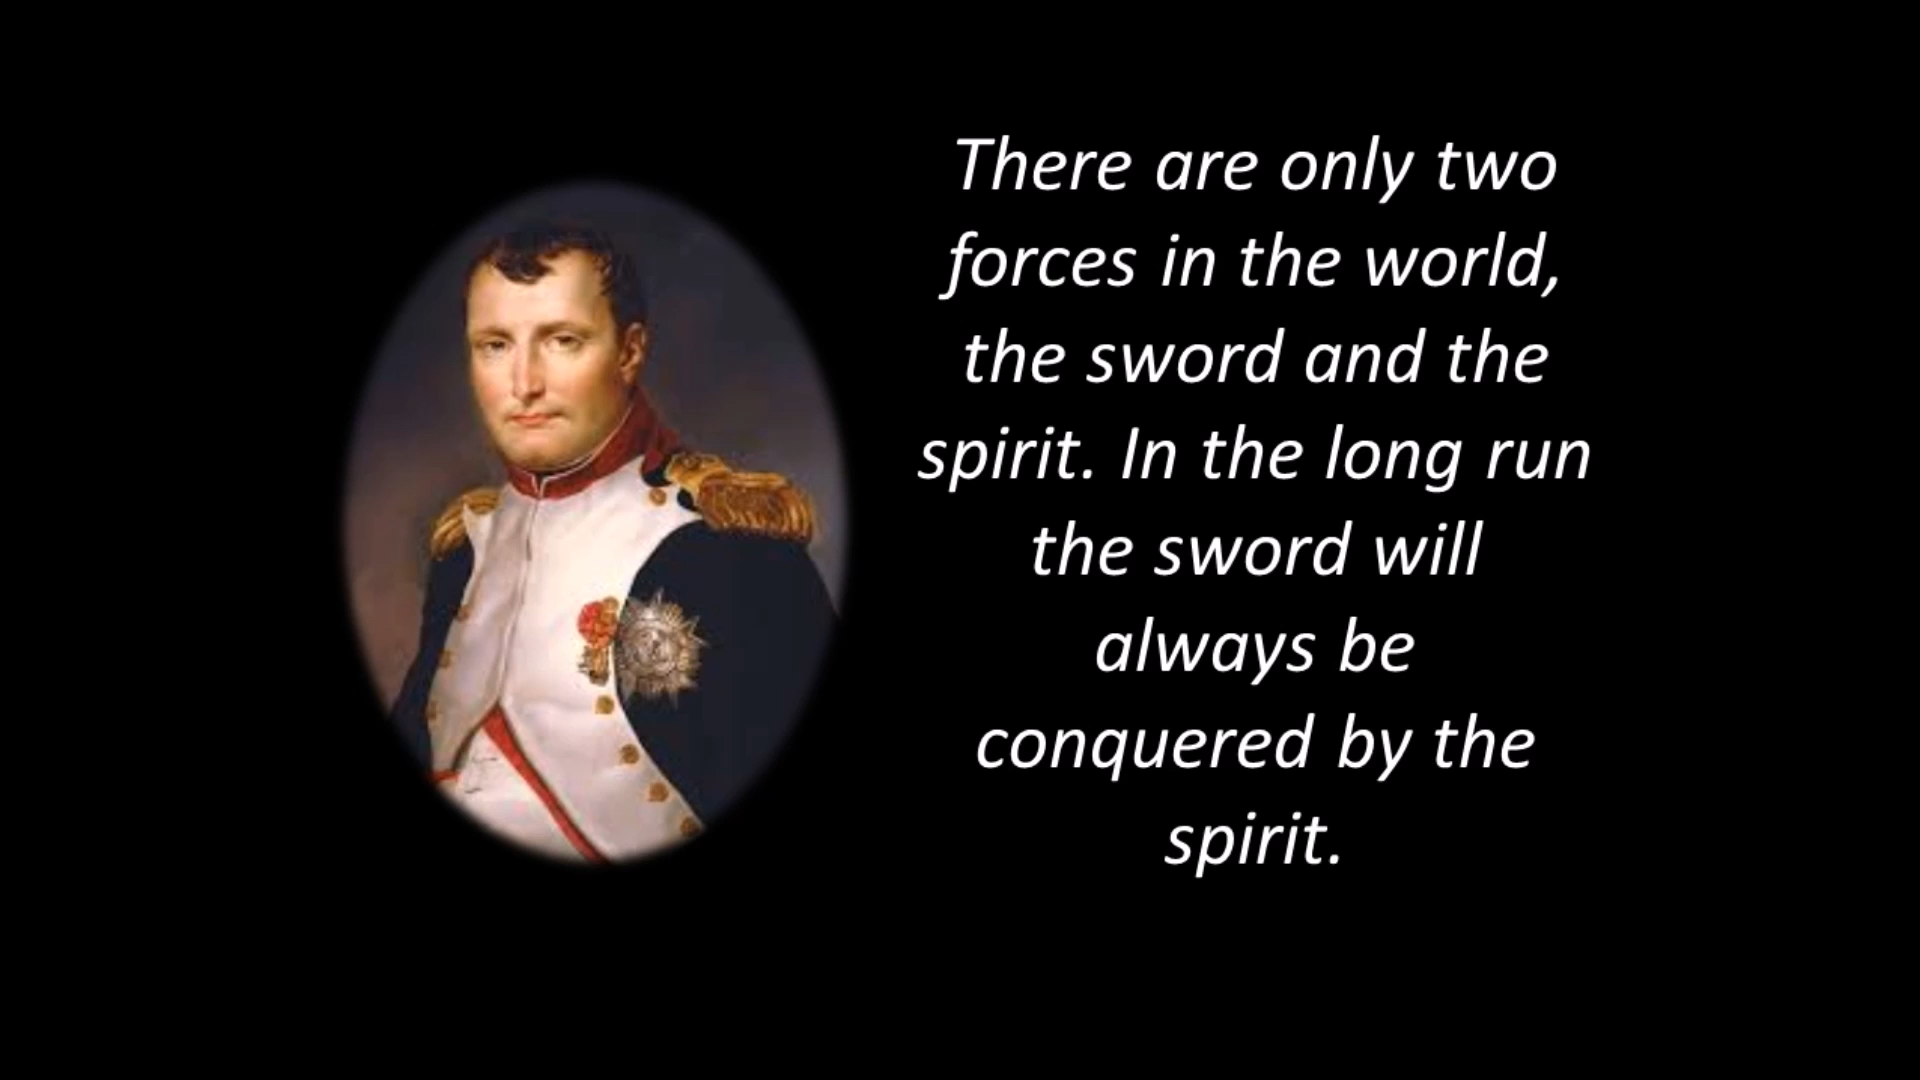 There are only two
forces in the world,
the sword and the
spirit. In the long run
the sword will
always be
conquered by the
spirit.